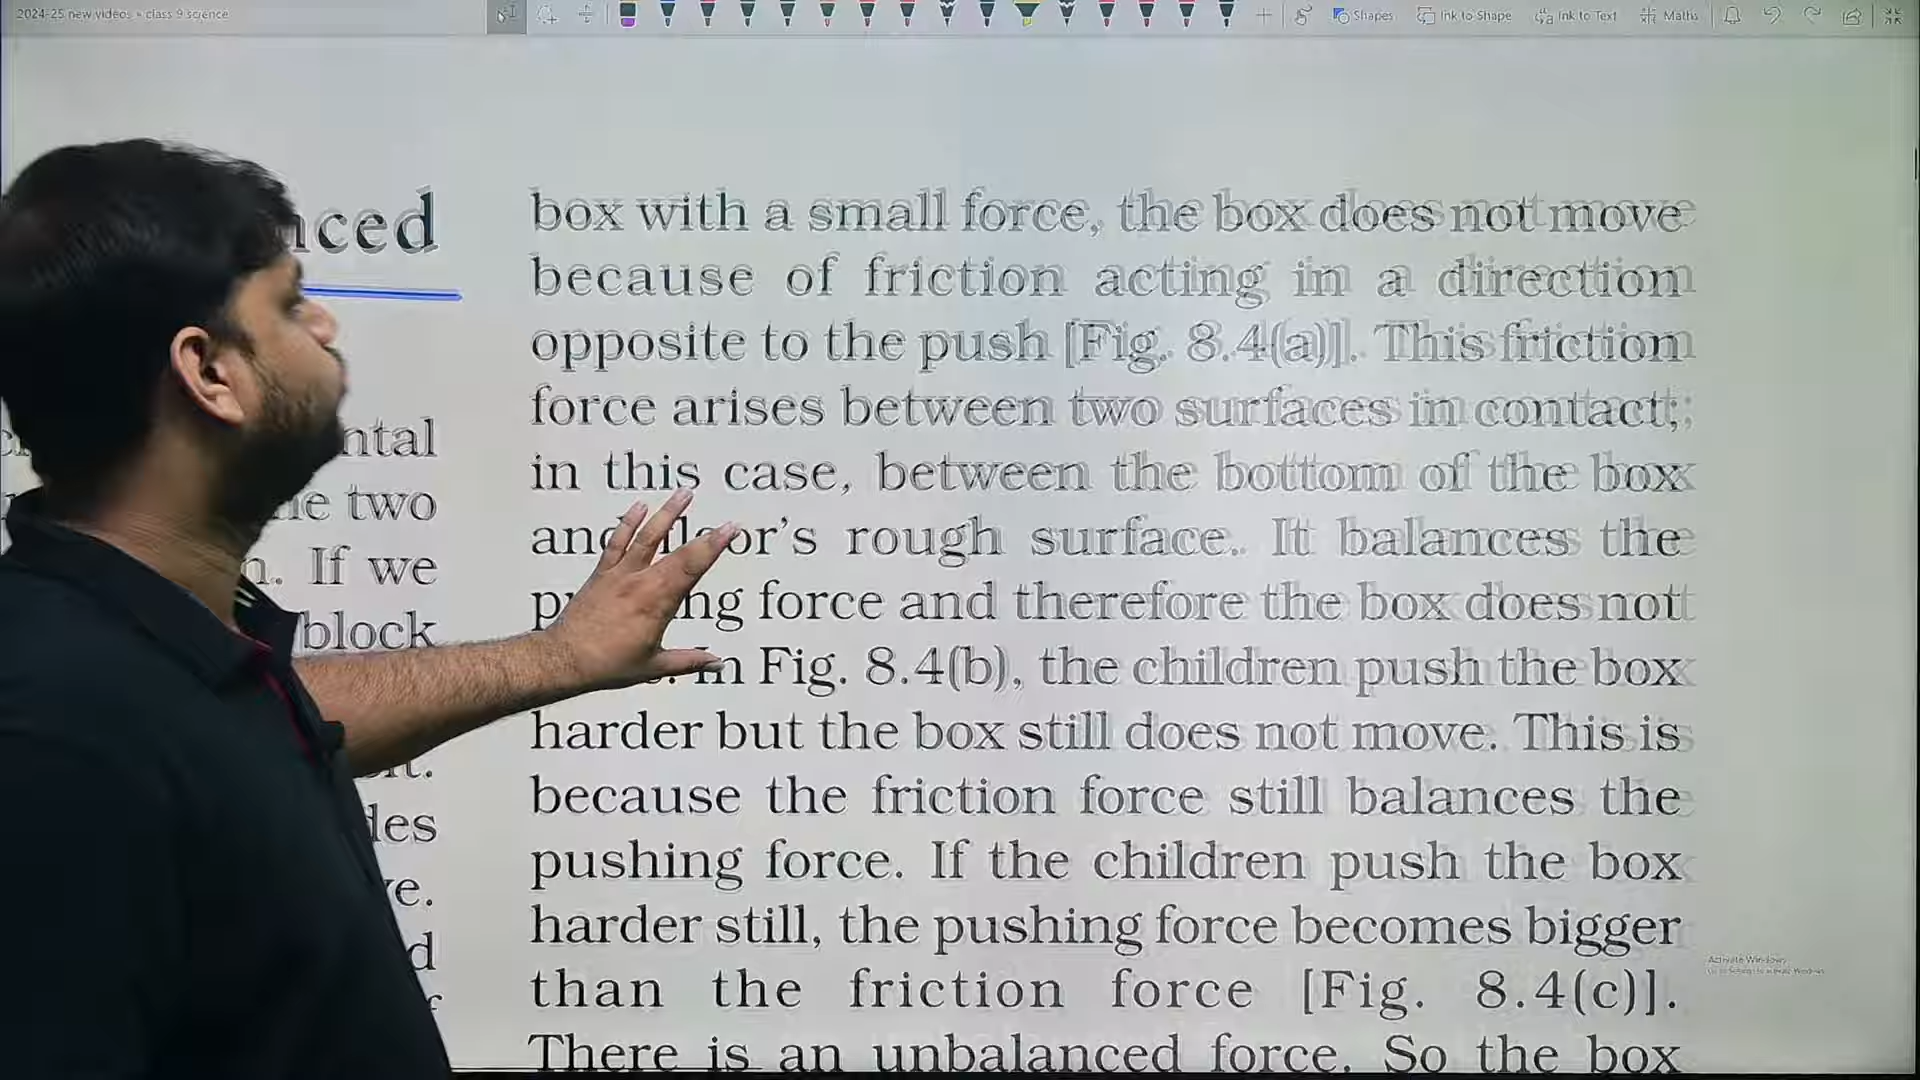 2024-25 new videos » class 9 science
Shapes
Ink to Shape
Ink to Text
Maths
nced
ntal
two
If we
block
box with a small force, the box does not move
because of friction acting in a direction
opposite to the push [Fig. 8.4(a)]. This friction
force arises between two surfaces in contact;
in this case, between the bottom of the box
and rough surface. It balances the
force and therefore the box does not
In Fig. 8.4(b), the children push the box
harder but the box still does not move. This is
because the friction force still balances the
pushing force. If the children push the box
harder still, the pushing force becomes bigger
than the friction force [Fig. 8.4(c)].
There is an unbalanced force. So the box
Activate Windows
Go to Settings to activate Windows.